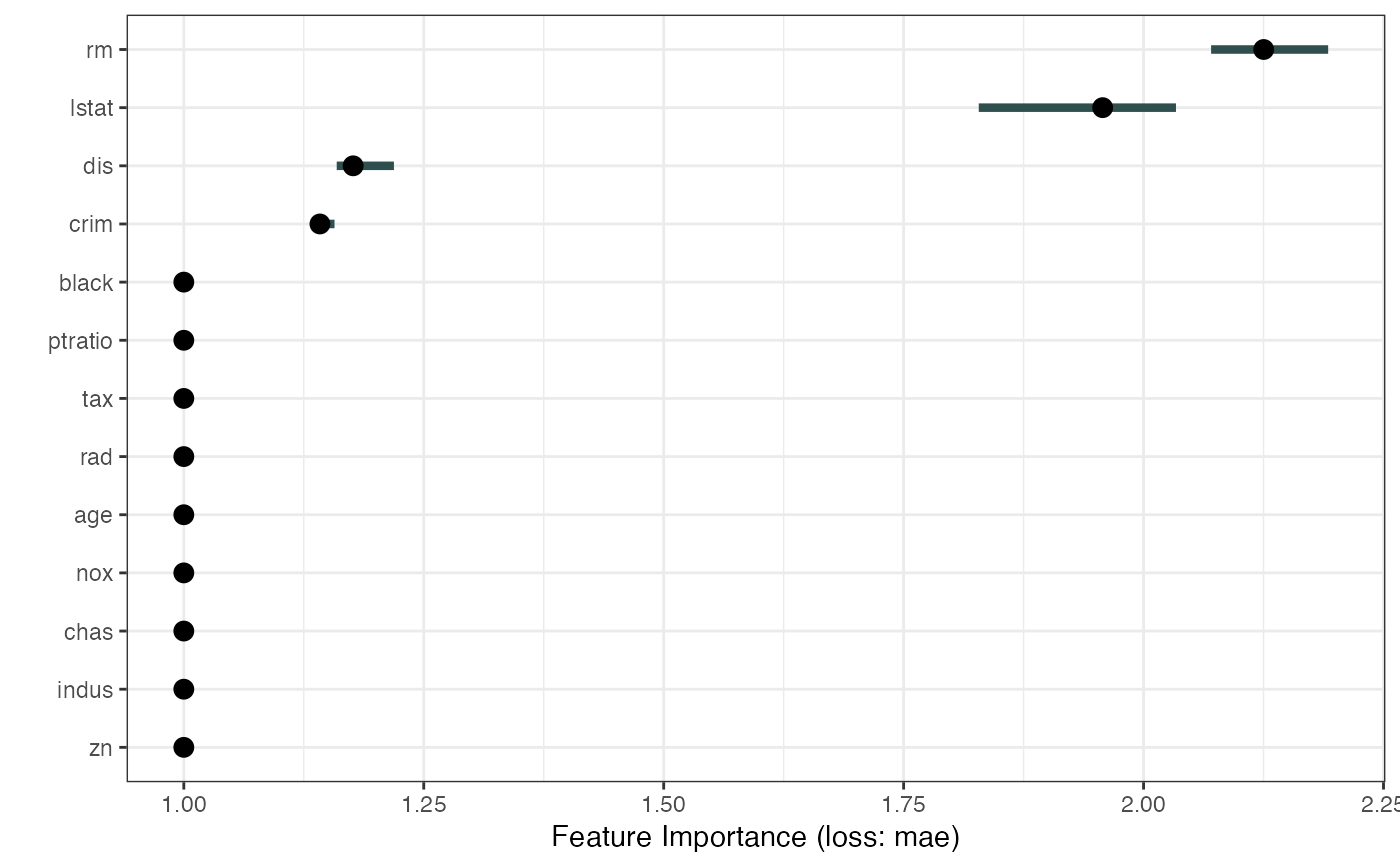 rm
lstat
dis
crim
black
ptratio
tax
rad
age
nox
chas
indus
zn
1.00 1.25 1.50 1.75 2.00 2.25
Feature Importance (loss: mae)